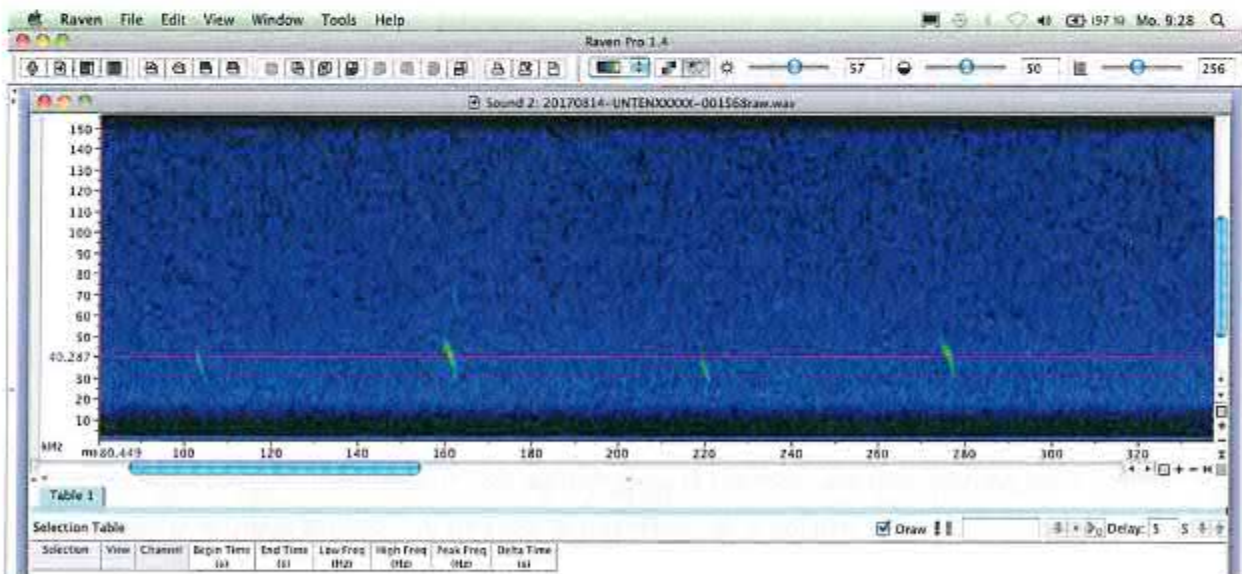 Raven File Edit View Window Tools Help Mo. 9:28
Raven Pro 1.4
57 50 256
Sound 2: 20170814-UNTENXXXXX-001568raw.wav
150
140
130
120
110
100
90
80
70
60
50
40.287
30
20
10
kHz
ms 80.449 100 120 140 160 180 200 220 240 260 280 300 320
Table 1
Selection Table Draw Delay: 5 S
Selection View Channel Begin Time (s) End Time (s) Low Freq (Hz) High Freq (Hz) Peak Freq (Hz) Delta Time (s)